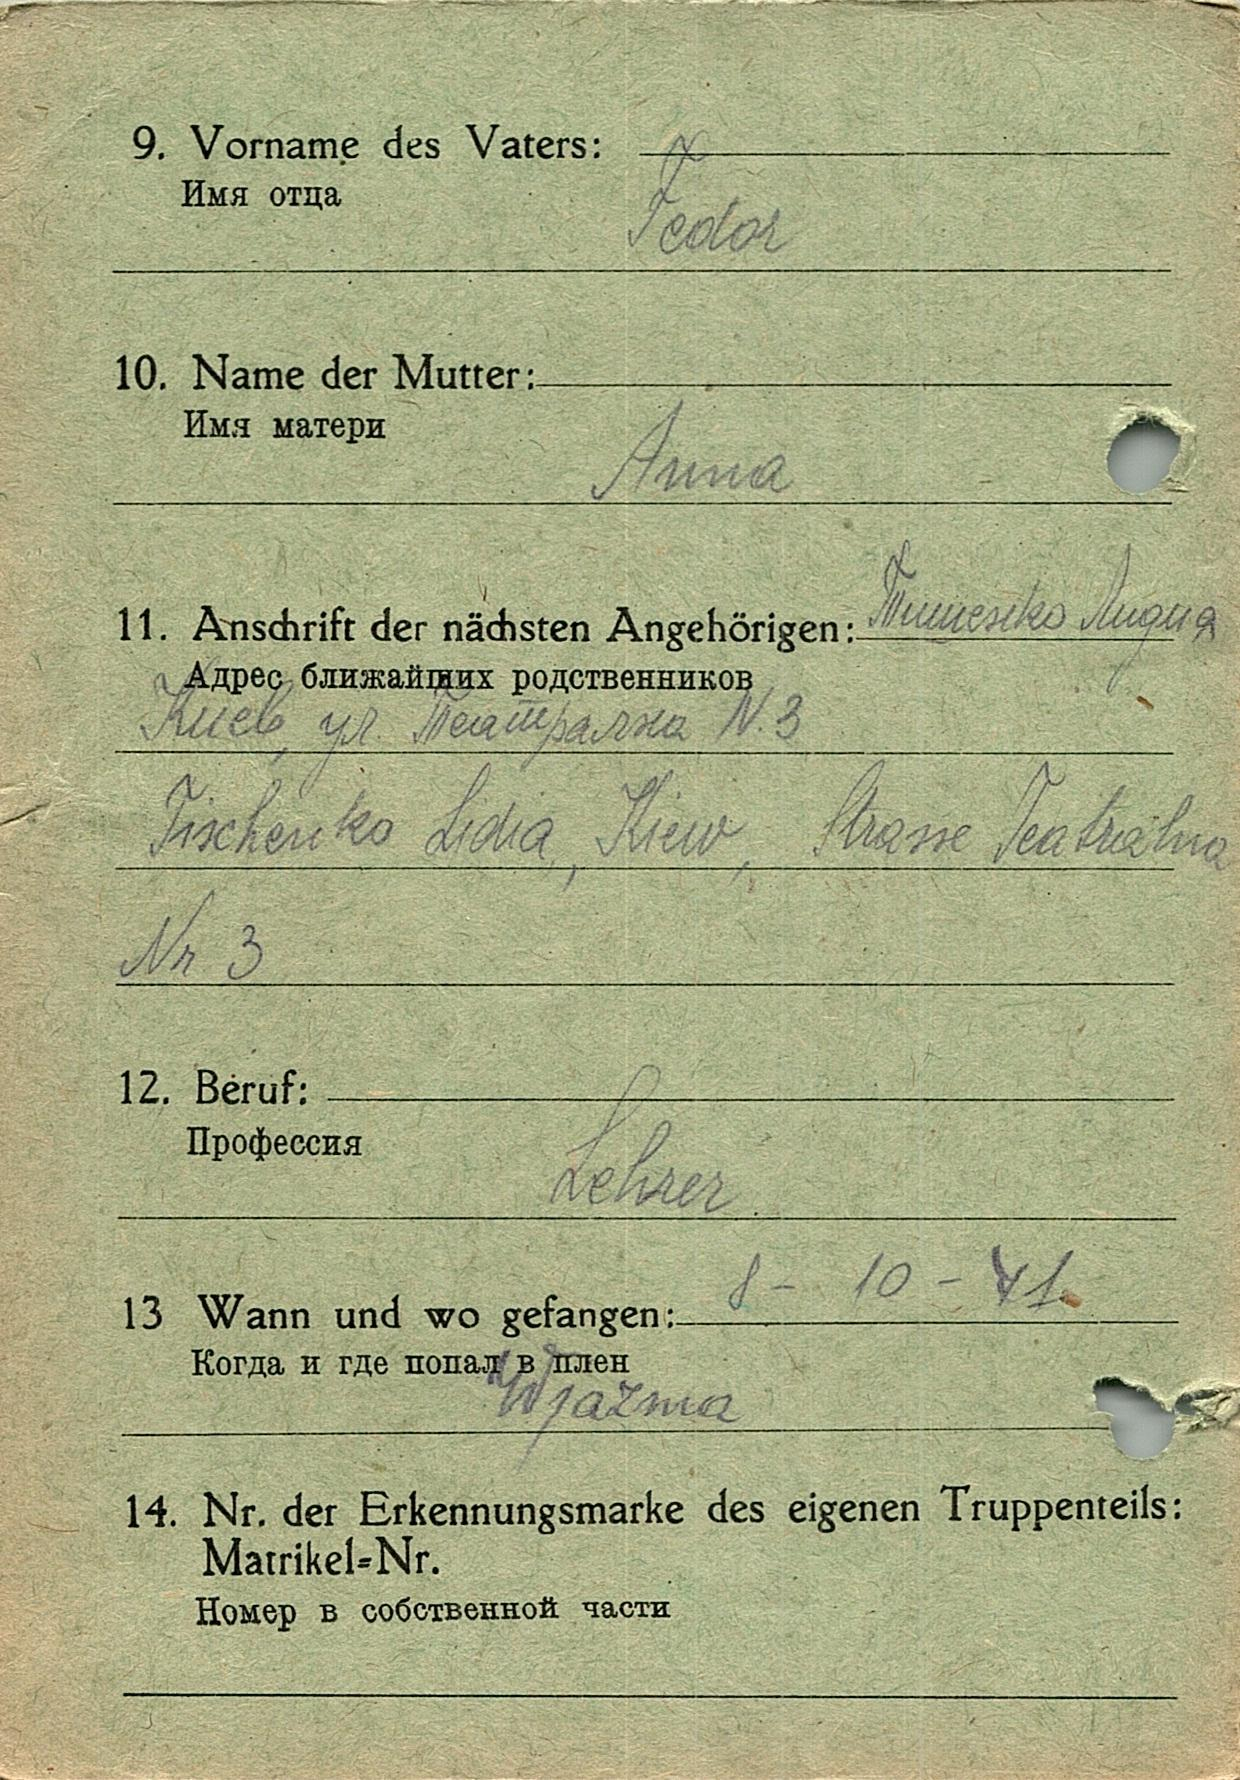 9. Vorname des Vaters:
Имя отца
Fedor
10. Name der Mutter:
Имя матери
Anna
11. Anschrift der nächsten Angehörigen: Тищенко Лидия
Адрес ближайших родственников
Киев, ул. Театрална N. 3
Tischenko Lidia, Kiew, Strasse Teatralna
Nr 3
12. Beruf:
Профессия
Lehrer
13 Wann und wo gefangen: 8 - 10 - 41.
Когда и где попал в плен
Wjazma
14. Nr. der Erkennungsmarke des eigenen Truppenteils:
Matrikel=Nr.
Номер в собственной части